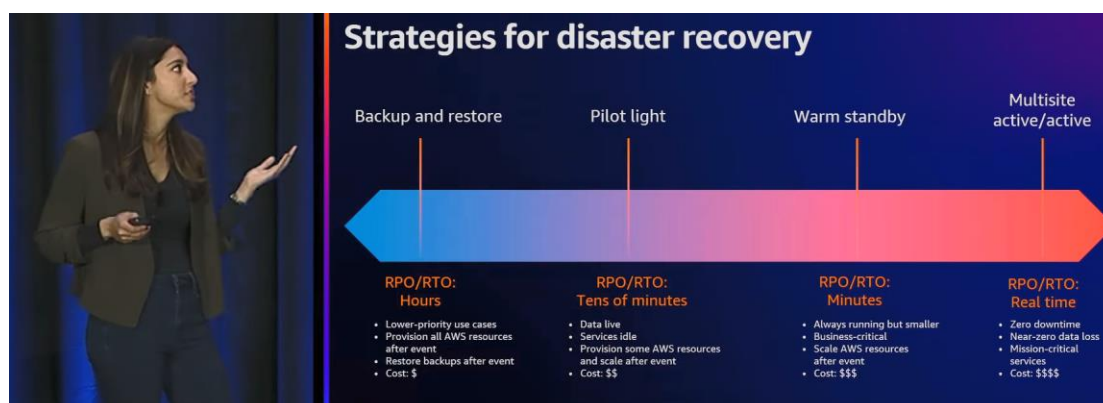 Strategies for disaster recovery
Backup and restore
Pilot light
Warm standby
Multisite
active/active
RPO/RTO:
Hours
• Lower-priority use cases
• Provision all AWS resources
after event
• Restore backups after event
• Cost: $
RPO/RTO:
Tens of minutes
• Data live
• Services idle
• Provision some AWS resources
and scale after event
• Cost: $$
RPO/RTO:
Minutes
• Always running but smaller
• Business-critical
• Scale AWS resources
after event
• Cost: $$$
RPO/RTO:
Real time
• Zero downtime
• Near-zero data loss
• Mission-critical
services
• Cost: $$$$